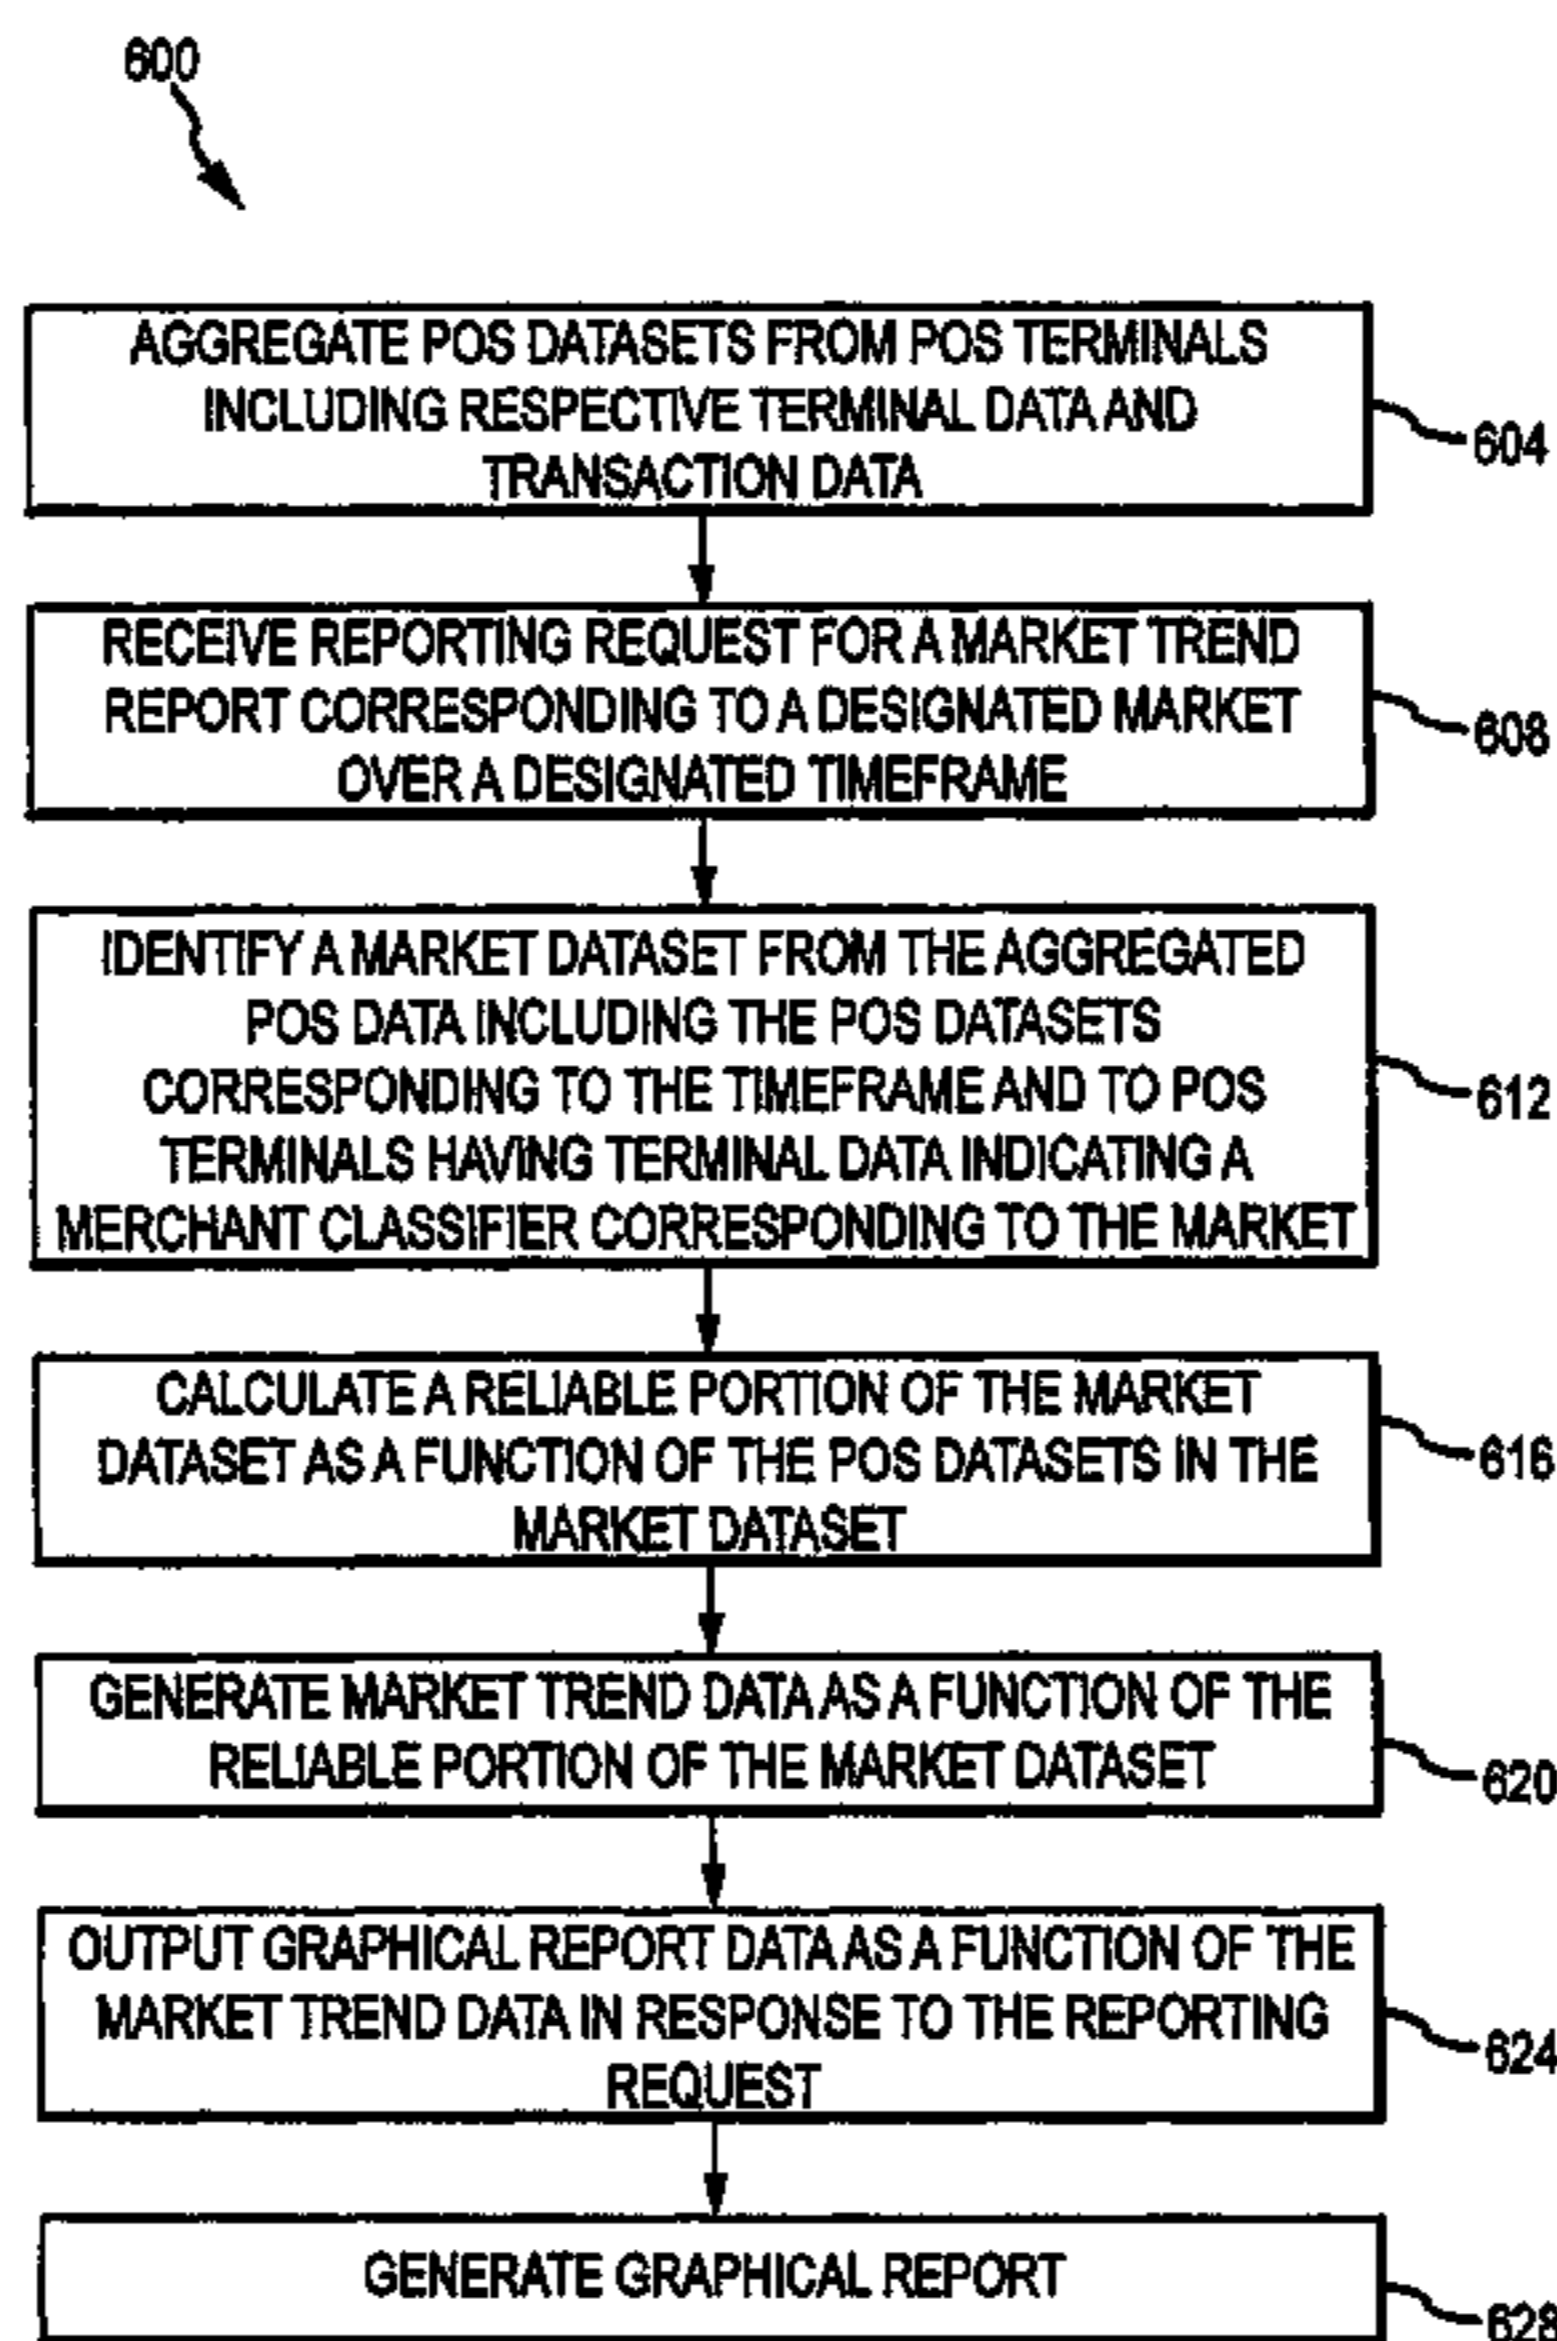 600
AGGREGATE POS DATASETS FROM POS TERMINALS
INCLUDING RESPECTIVE TERMINAL DATA AND
TRANSACTION DATA
604
RECEIVE REPORTING REQUEST FOR A MARKET TREND
REPORT CORRESPONDING TO A DESIGNATED MARKET
OVER A DESIGNATED TIMEFRAME
608
IDENTIFY A MARKET DATASET FROM THE AGGREGATED
POS DATA INCLUDING THE POS DATASETS
CORRESPONDING TO THE TIMEFRAME AND TO POS
TERMINALS HAVING TERMINAL DATA INDICATING A
MERCHANT CLASSIFIER CORRESPONDING TO THE MARKET
612
CALCULATE A RELIABLE PORTION OF THE MARKET
DATASET AS A FUNCTION OF THE POS DATASETS IN THE
MARKET DATASET
616
GENERATE MARKET TREND DATA AS A FUNCTION OF THE
RELIABLE PORTION OF THE MARKET DATASET
620
OUTPUT GRAPHICAL REPORT DATA AS A FUNCTION OF THE
MARKET TREND DATA IN RESPONSE TO THE REPORTING
REQUEST
624
GENERATE GRAPHICAL REPORT
628